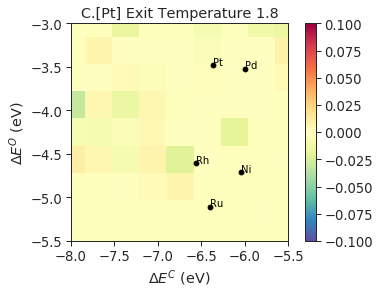 C.[Pt] Exit Temperature 1.8
ΔE^O (eV)
−3.0
−3.5
−4.0
−4.5
−5.0
−5.5
Pt
Pd
Rh
Ni
Ru
−8.0 −7.5 −7.0 −6.5 −6.0 −5.5
ΔE^C (eV)
0.100
0.075
0.050
0.025
0.000
−0.025
−0.050
−0.075
−0.100